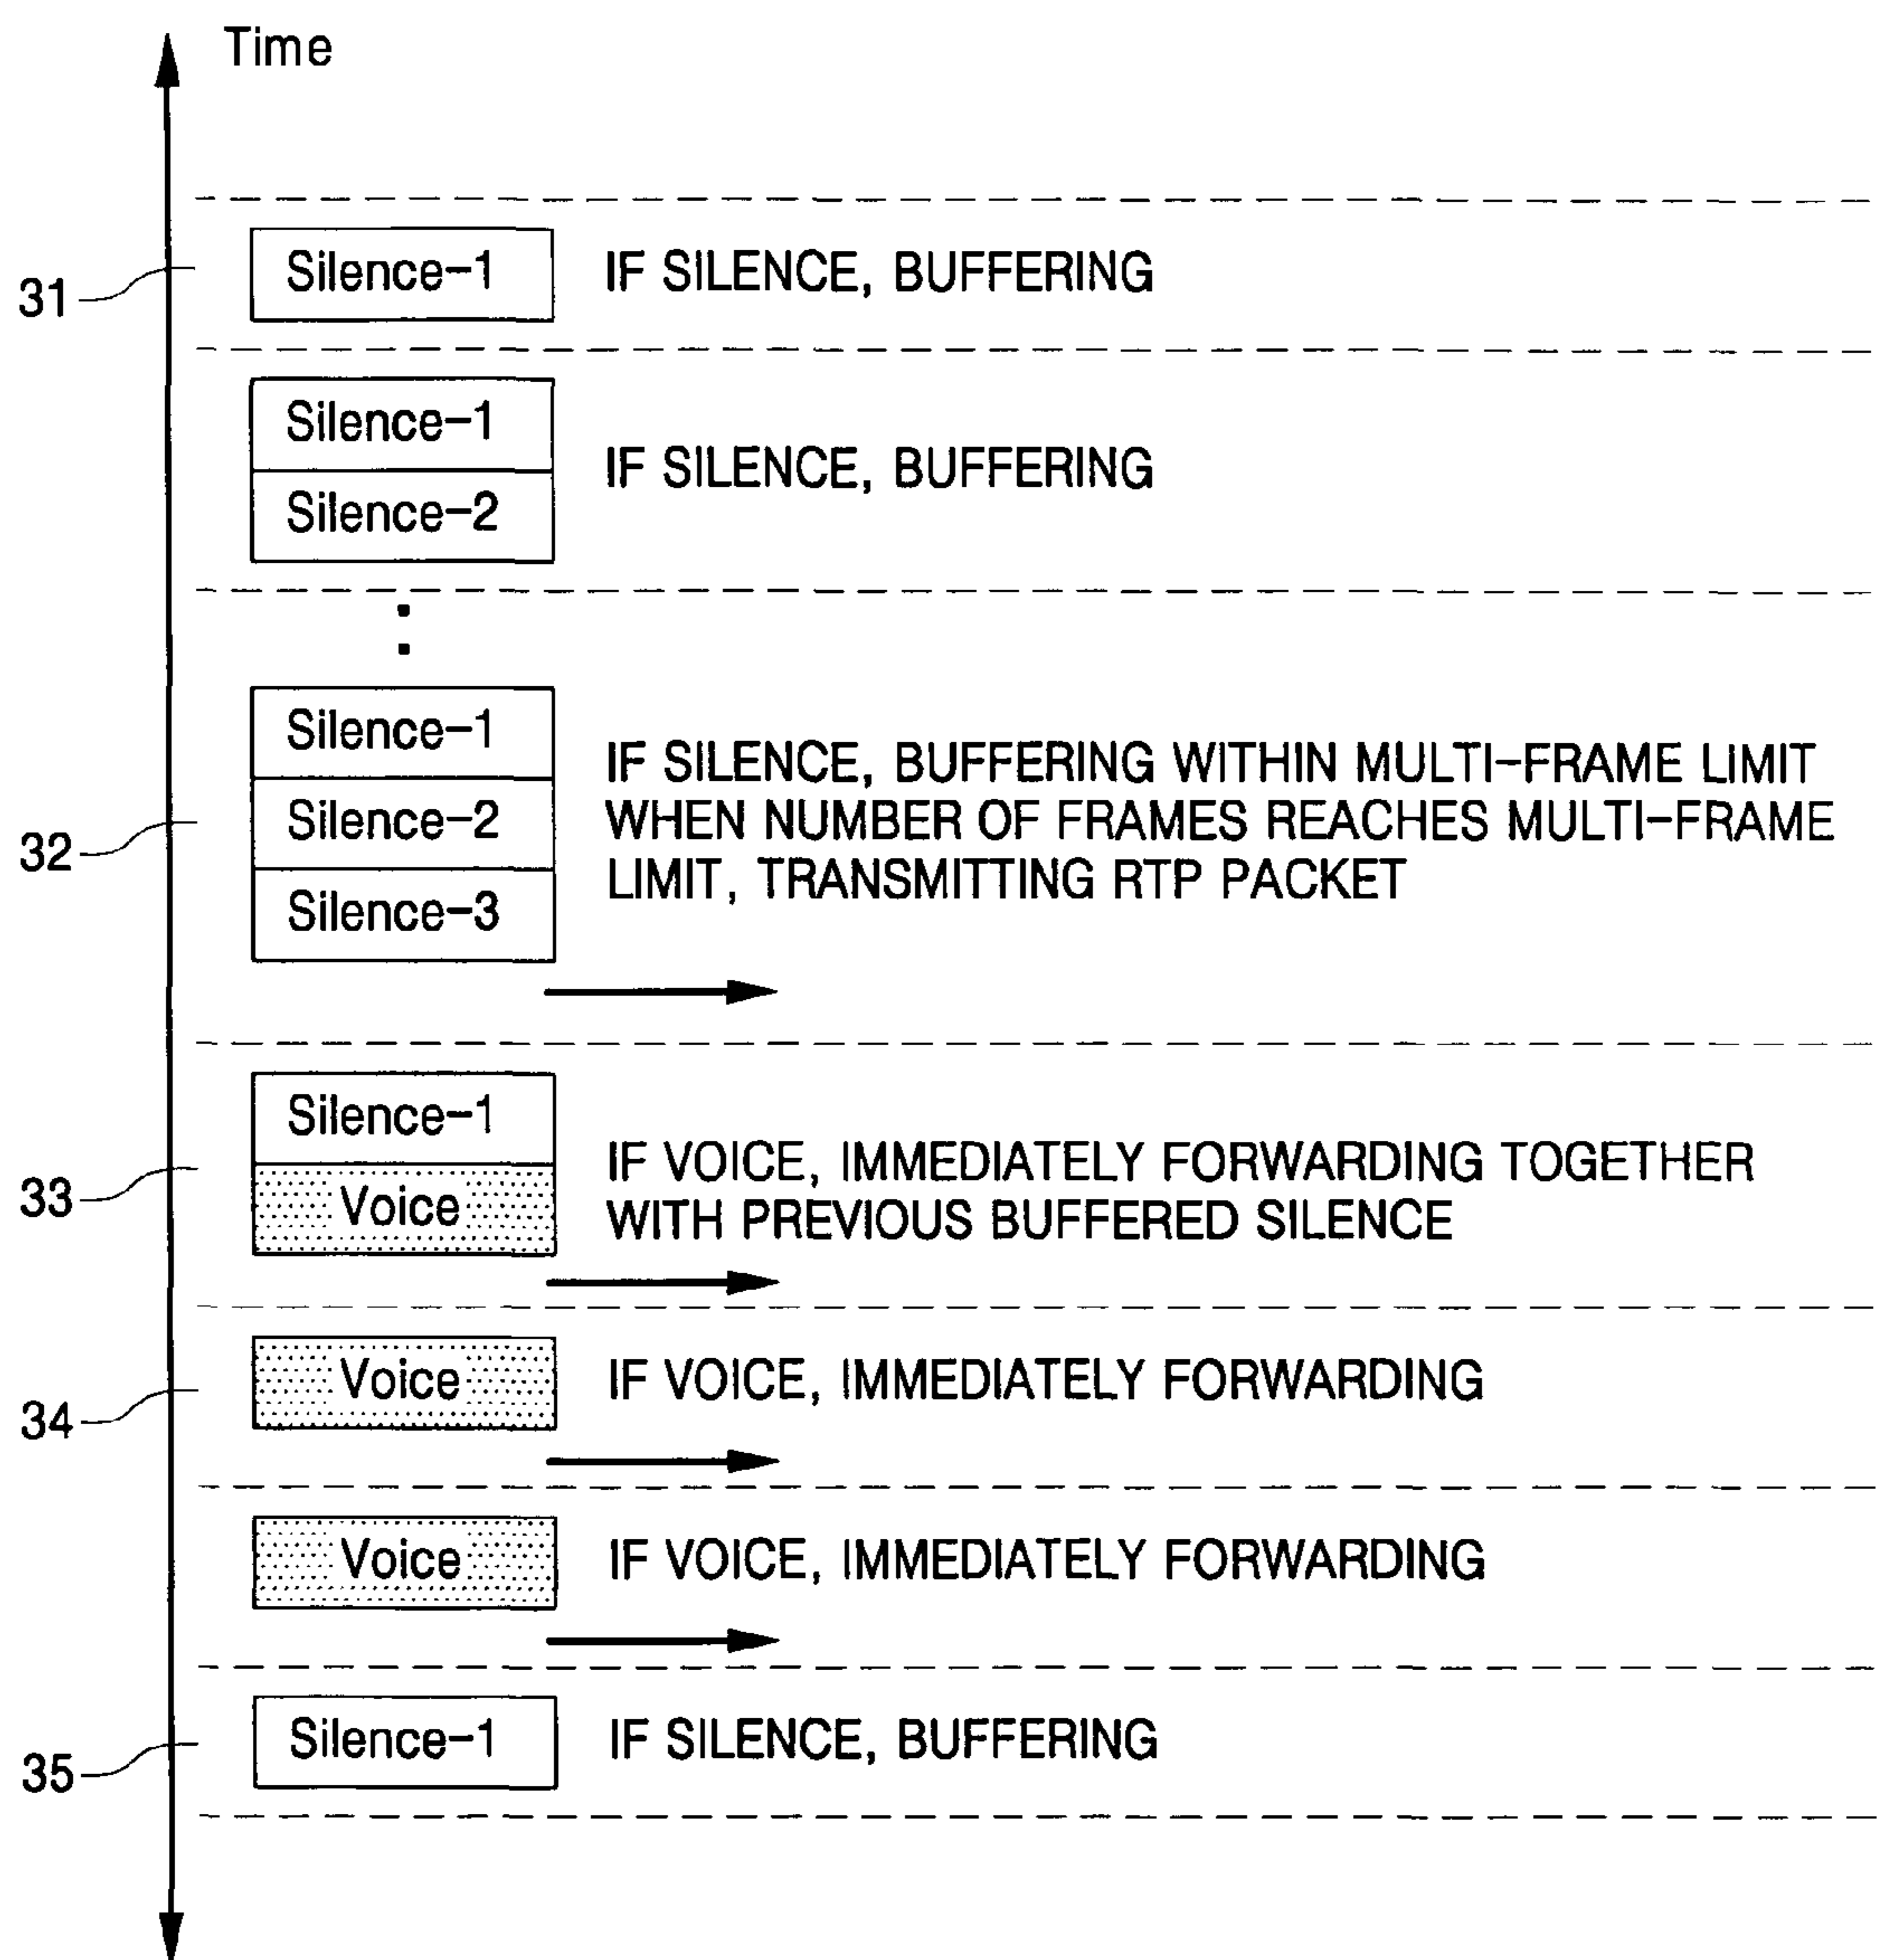 Time
31
Silence-1
IF SILENCE, BUFFERING
Silence-1
Silence-2
IF SILENCE, BUFFERING
32
Silence-1
Silence-2
Silence-3
IF SILENCE, BUFFERING WITHIN MULTI-FRAME LIMIT
WHEN NUMBER OF FRAMES REACHES MULTI-FRAME
LIMIT, TRANSMITTING RTP PACKET
33
Silence-1
Voice
IF VOICE, IMMEDIATELY FORWARDING TOGETHER
WITH PREVIOUS BUFFERED SILENCE
34
Voice
IF VOICE, IMMEDIATELY FORWARDING
Voice
IF VOICE, IMMEDIATELY FORWARDING
35
Silence-1
IF SILENCE, BUFFERING